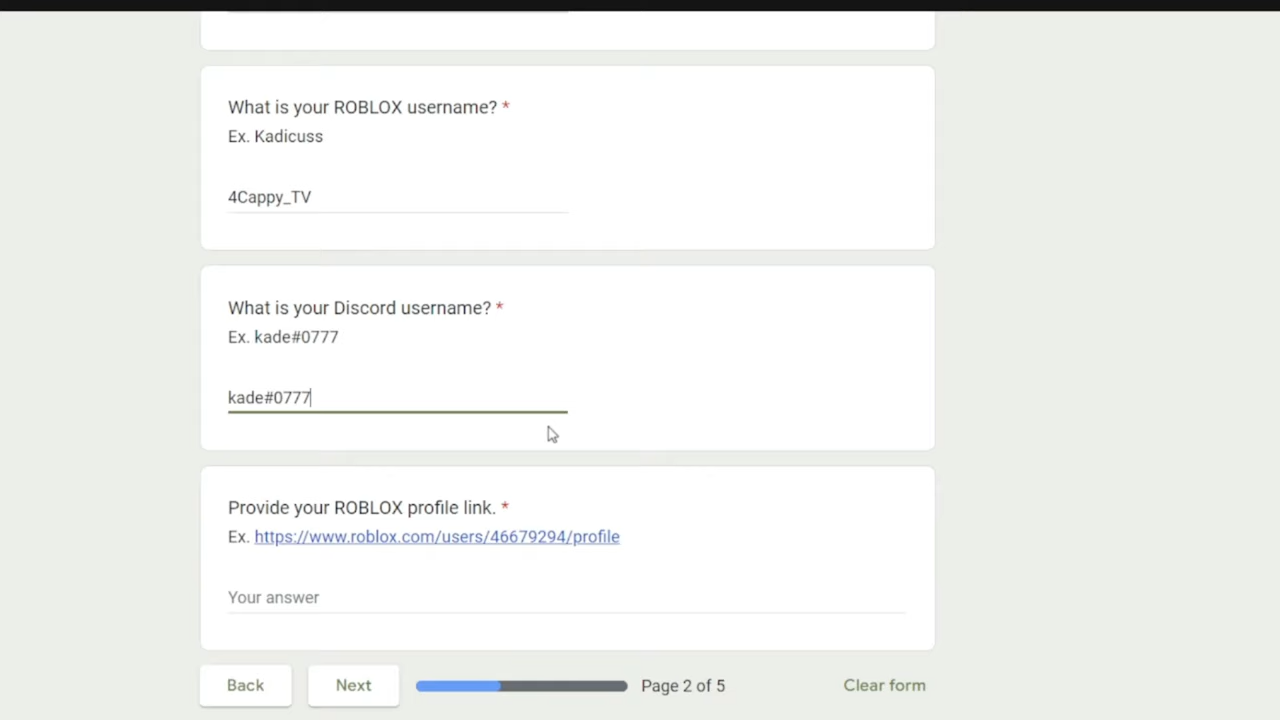 What is your ROBLOX username? *
Ex. Kadicuss
4Cappy_TV
What is your Discord username? *
Ex. kade#0777
kade#0777
Provide your ROBLOX profile link. *
Ex. https://www.roblox.com/users/46679294/profile
Your answer
Back Next Page 2 of 5 Clear form